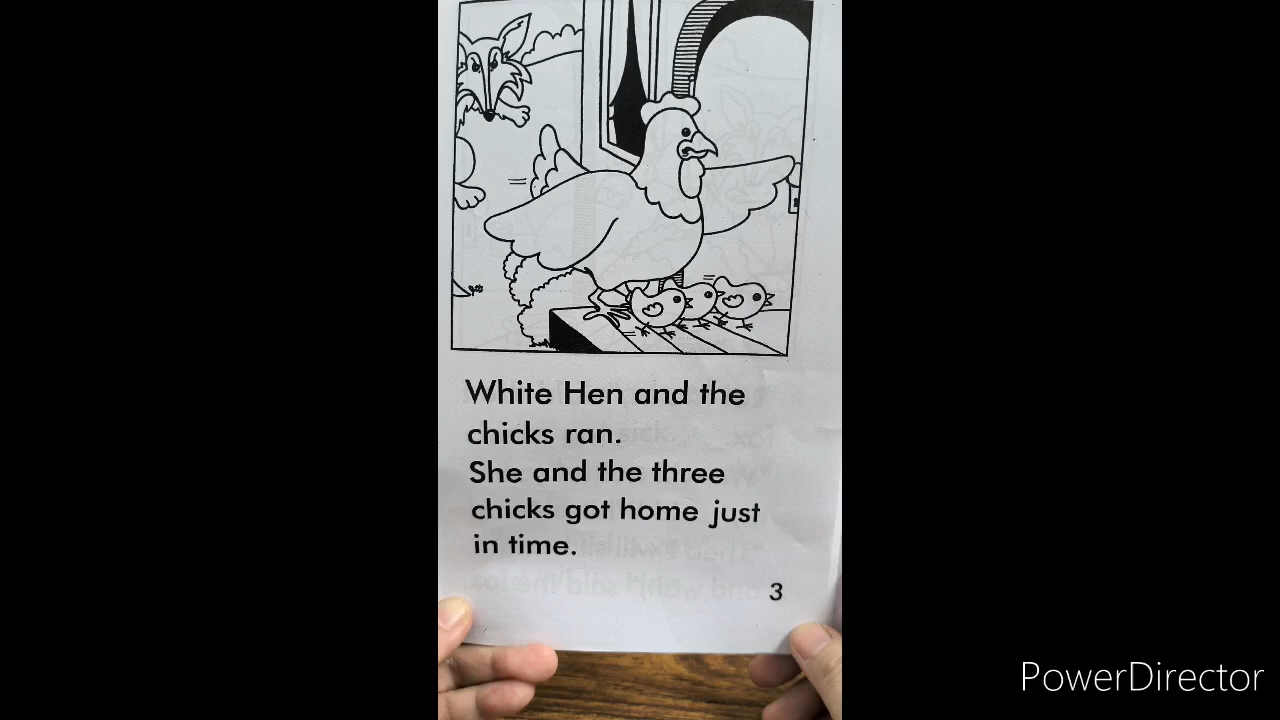 White Hen and the
chicks ran.
She and the three
chicks got home just
in time.
3
PowerDirector